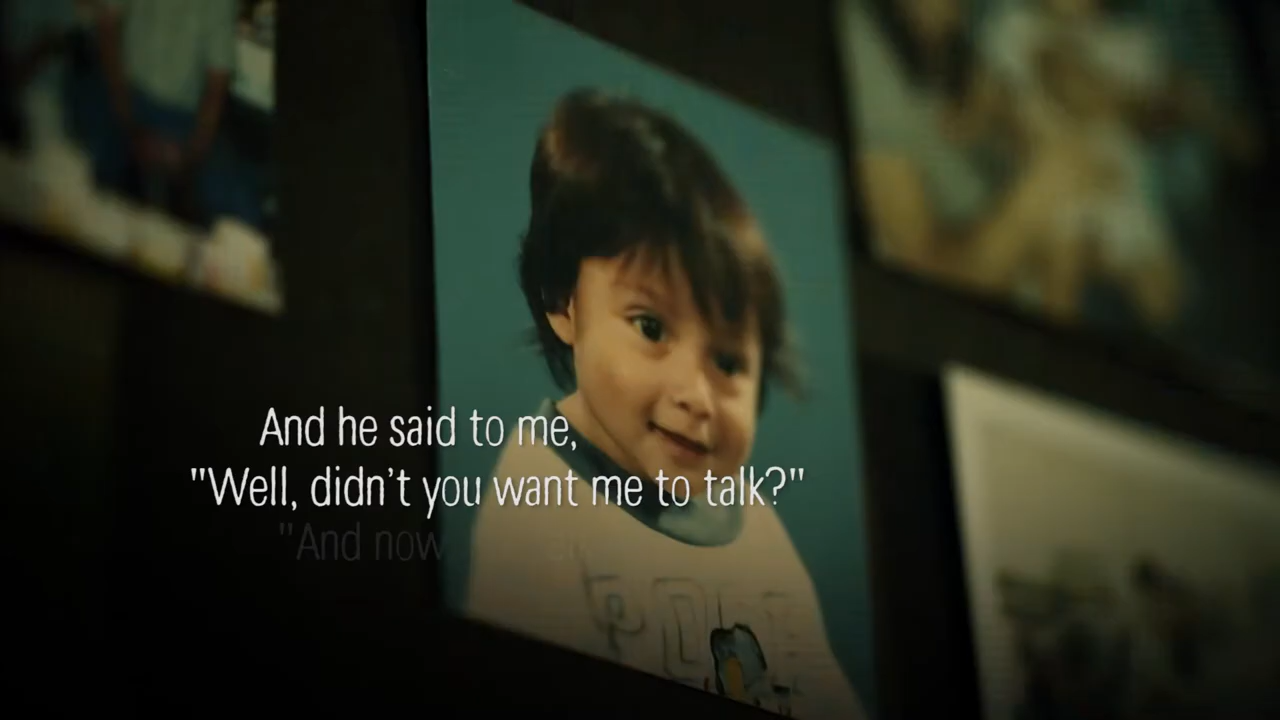 And he said to me,
"Well, didn't you want me to talk?"
"And now